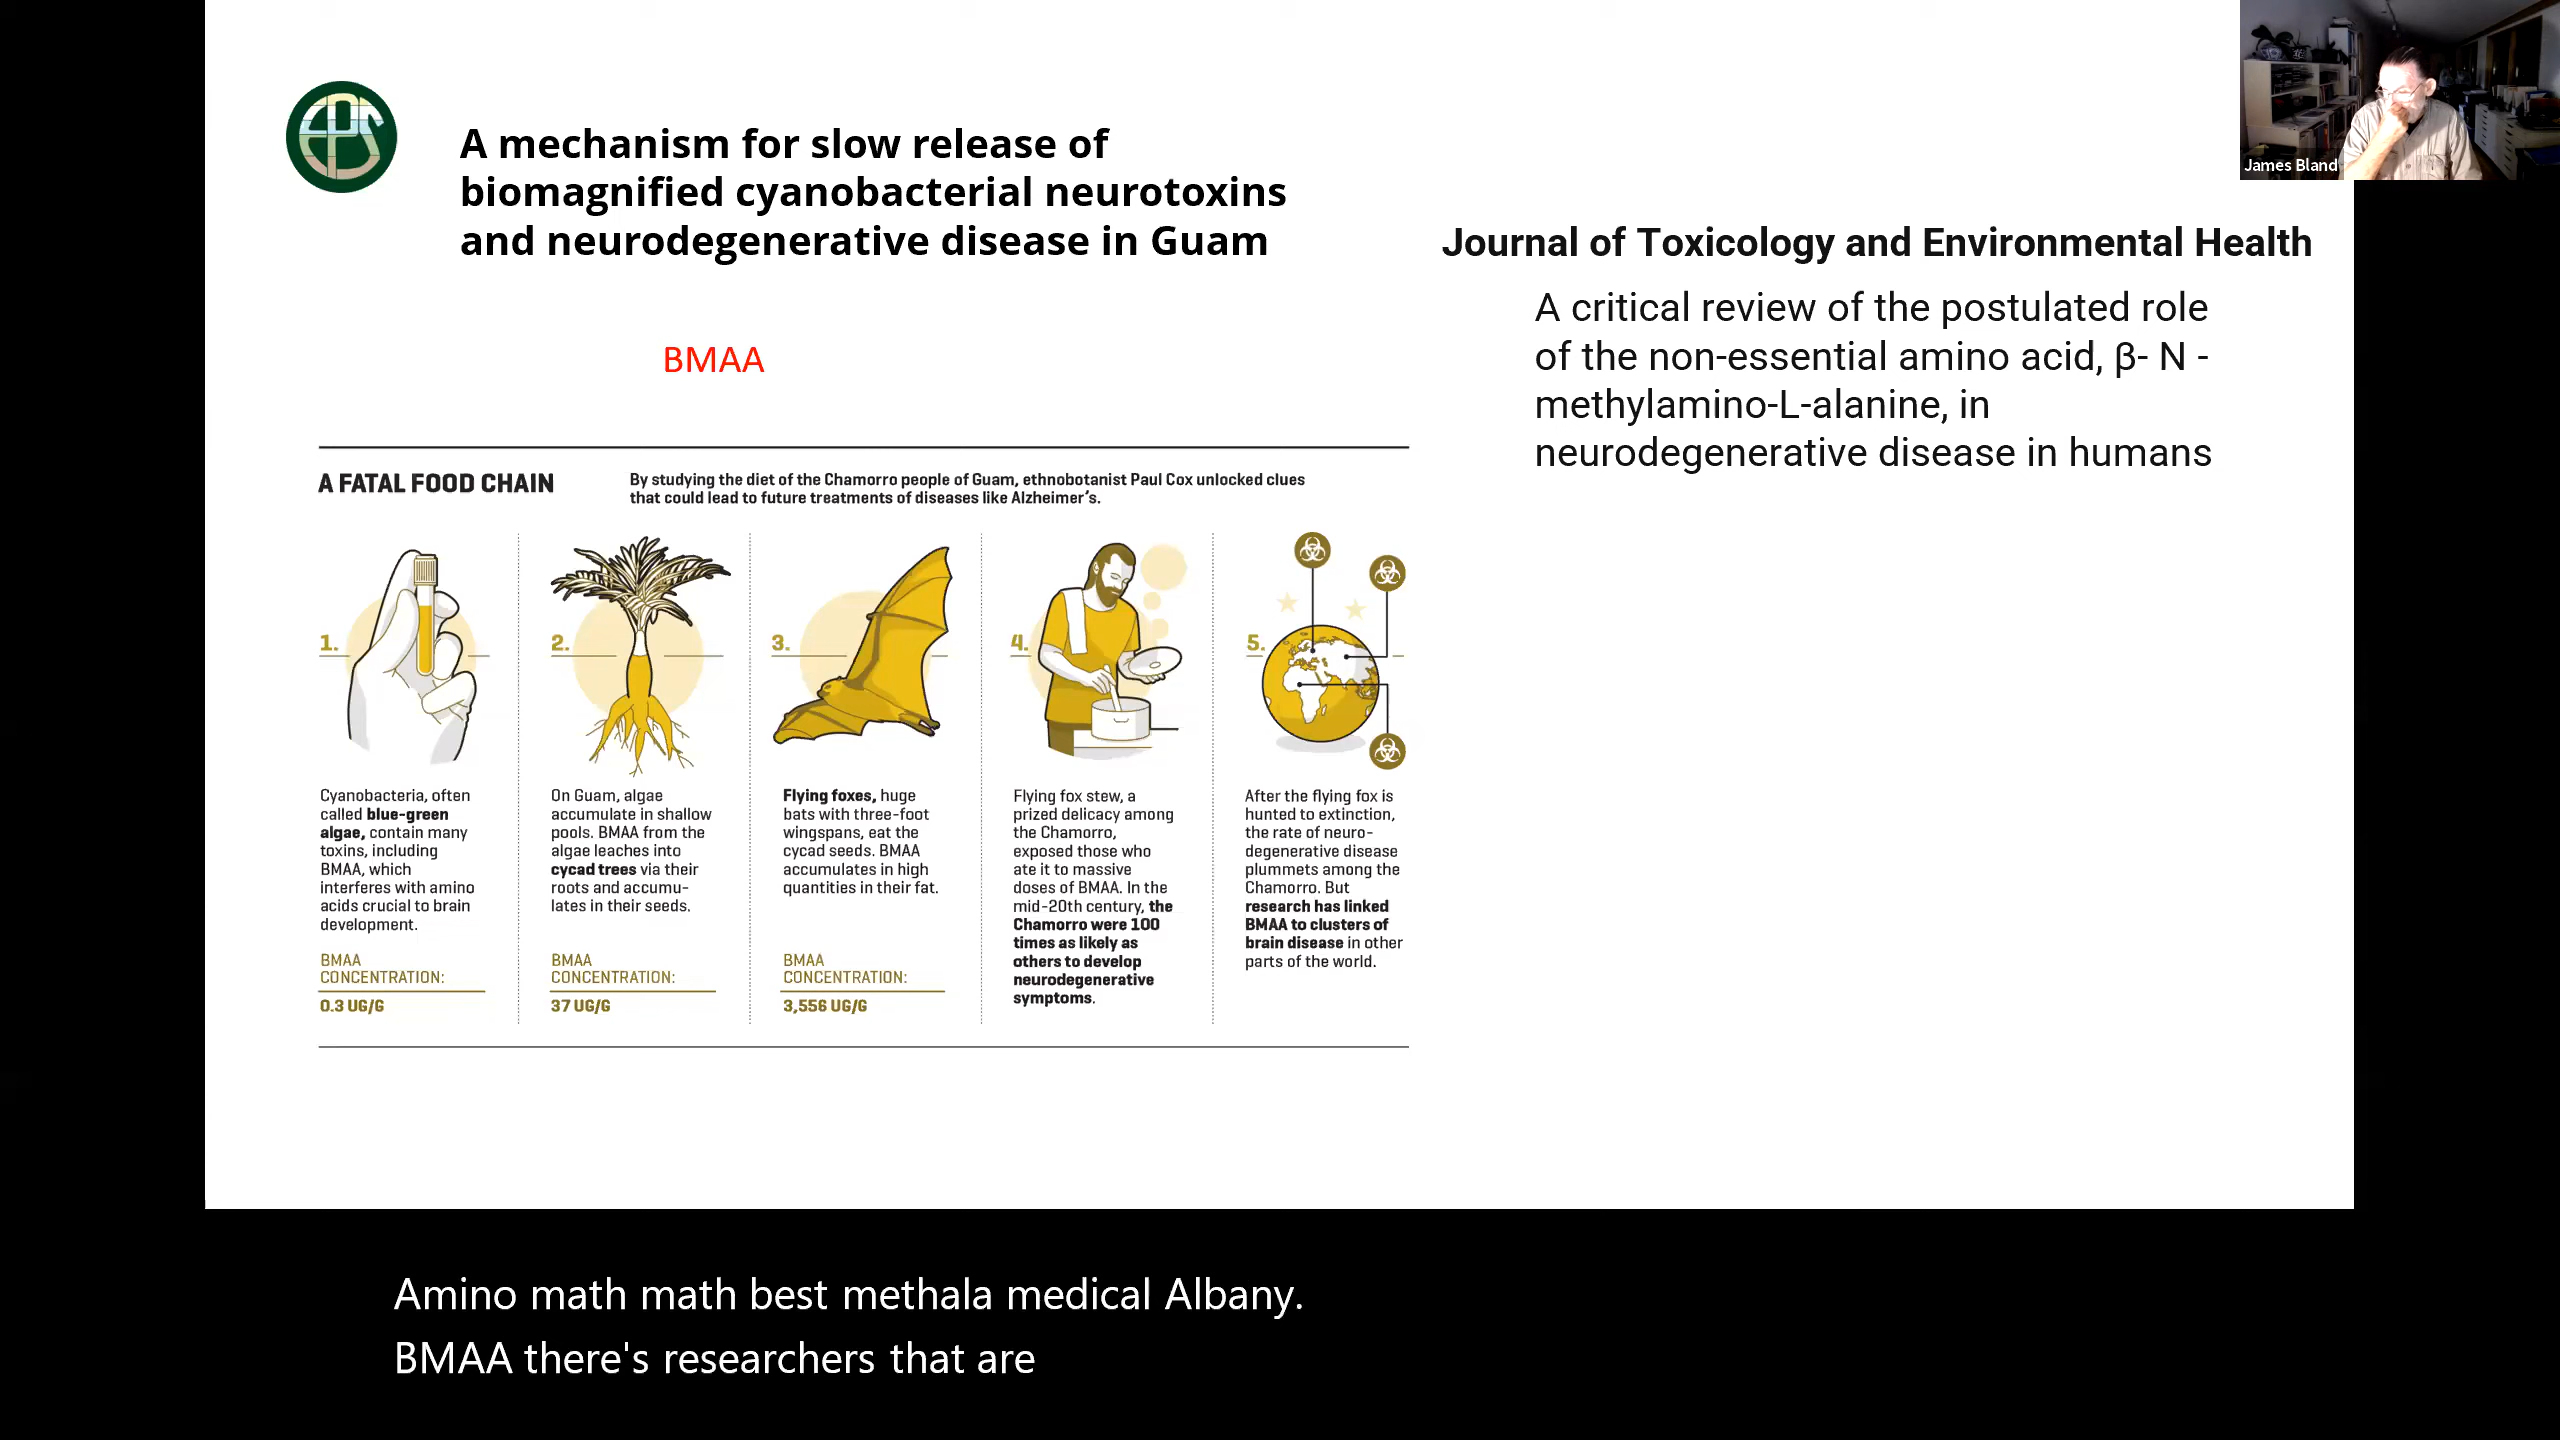 A mechanism for slow release of
biomagnified cyanobacterial neurotoxins
and neurodegenerative disease in Guam
BMAA
A FATAL FOOD CHAIN
By studying the diet of the Chamorro people of Guam, ethnobotanist Paul Cox unlocked clues
that could lead to future treatments of diseases like Alzheimer's.
1.
Cyanobacteria, often
called blue-green
algae, contain many
toxins, including
BMAA, which
interferes with amino
acids crucial to brain
development.
BMAA
CONCENTRATION:
0.3 UG/G
2.
On Guam, algae
accumulate in shallow
pools. BMAA from the
algae leaches into
cycad trees via their
roots and accumu-
lates in their seeds.
BMAA
CONCENTRATION:
37 UG/G
3.
Flying foxes, huge
bats with three-foot
wingspans, eat the
cycad seeds. BMAA
accumulates in high
quantities in their fat.
BMAA
CONCENTRATION:
3,556 UG/G
4.
Flying fox stew, a
prized delicacy among
the Chamorro,
exposed those who
ate it to massive
doses of BMAA. In the
mid-20th century, the
Chamorro were 100
times as likely as
others to develop
neurodegenerative
symptoms.
5.
After the flying fox is
hunted to extinction,
the rate of neuro-
degenerative disease
plummets among the
Chamorro. But
research has linked
BMAA to clusters of
brain disease in other
parts of the world.
Journal of Toxicology and Environmental Health
A critical review of the postulated role
of the non-essential amino acid, β- N -
methylamino-L-alanine, in
neurodegenerative disease in humans
James Bland
Amino math math best methala medical Albany.
BMAA there's researchers that are